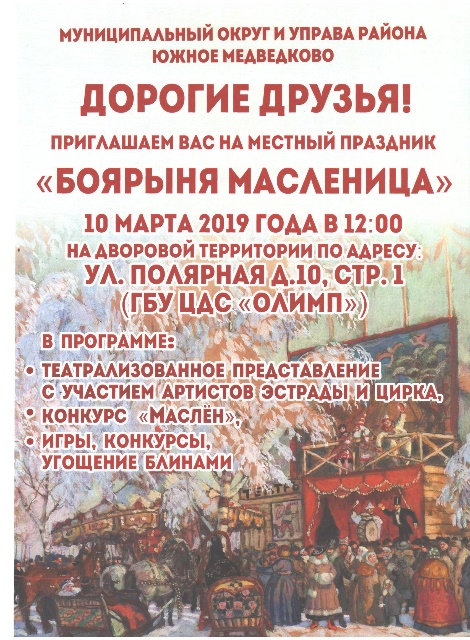 МУНИЦИПАЛЬНЫЙ ОКРУГ И УПРАВА РАЙОНА
ЮЖНОЕ МЕДВЕДКОВО
ДОРОГИЕ ДРУЗЬЯ!
ПРИГЛАШАЕМ ВАС НА МЕСТНЫЙ ПРАЗДНИК
«БОЯРЫНЯ МАСЛЕНИЦА»
10 МАРТА 2019 ГОДА В 12:00
НА ДВОРОВОЙ ТЕРРИТОРИИ ПО АДРЕСУ:
УЛ. ПОЛЯРНАЯ Д.10, СТР. 1
(ГБУ ЦДС «ОЛИМП»)
В ПРОГРАММЕ:
• ТЕАТРАЛИЗОВАННОЕ ПРЕДСТАВЛЕНИЕ
С УЧАСТИЕМ АРТИСТОВ ЭСТРАДЫ И ЦИРКА,
• КОНКУРС «МАСЛЁН»,
• ИГРЫ, КОНКУРСЫ,
УГОЩЕНИЕ БЛИНАМИ